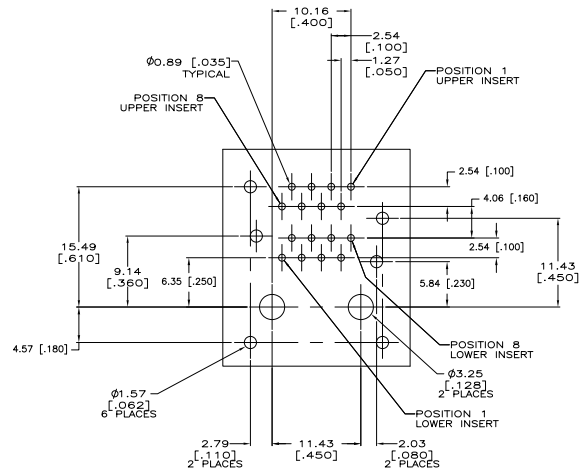 10.16
[.400]
2.54
[.100]
1.27
[.050]
Ø0.89 [.035]
TYPICAL
POSITION 1
UPPER INSERT
POSITION 8
UPPER INSERT
2.54 [.100]
4.06 [.160]
2.54 [.100]
15.49
[.610]
9.14
[.360]
6.35 [.250]
5.84 [.230]
11.43
[.450]
4.57 [.180]
POSITION 8
LOWER INSERT
Ø3.25
[.128]
2 PLACES
Ø1.57
[.062]
6 PLACES
POSITION 1
LOWER INSERT
2.79
[.110]
2 PLACES
11.43
[.450]
2.03
[.080]
2 PLACES